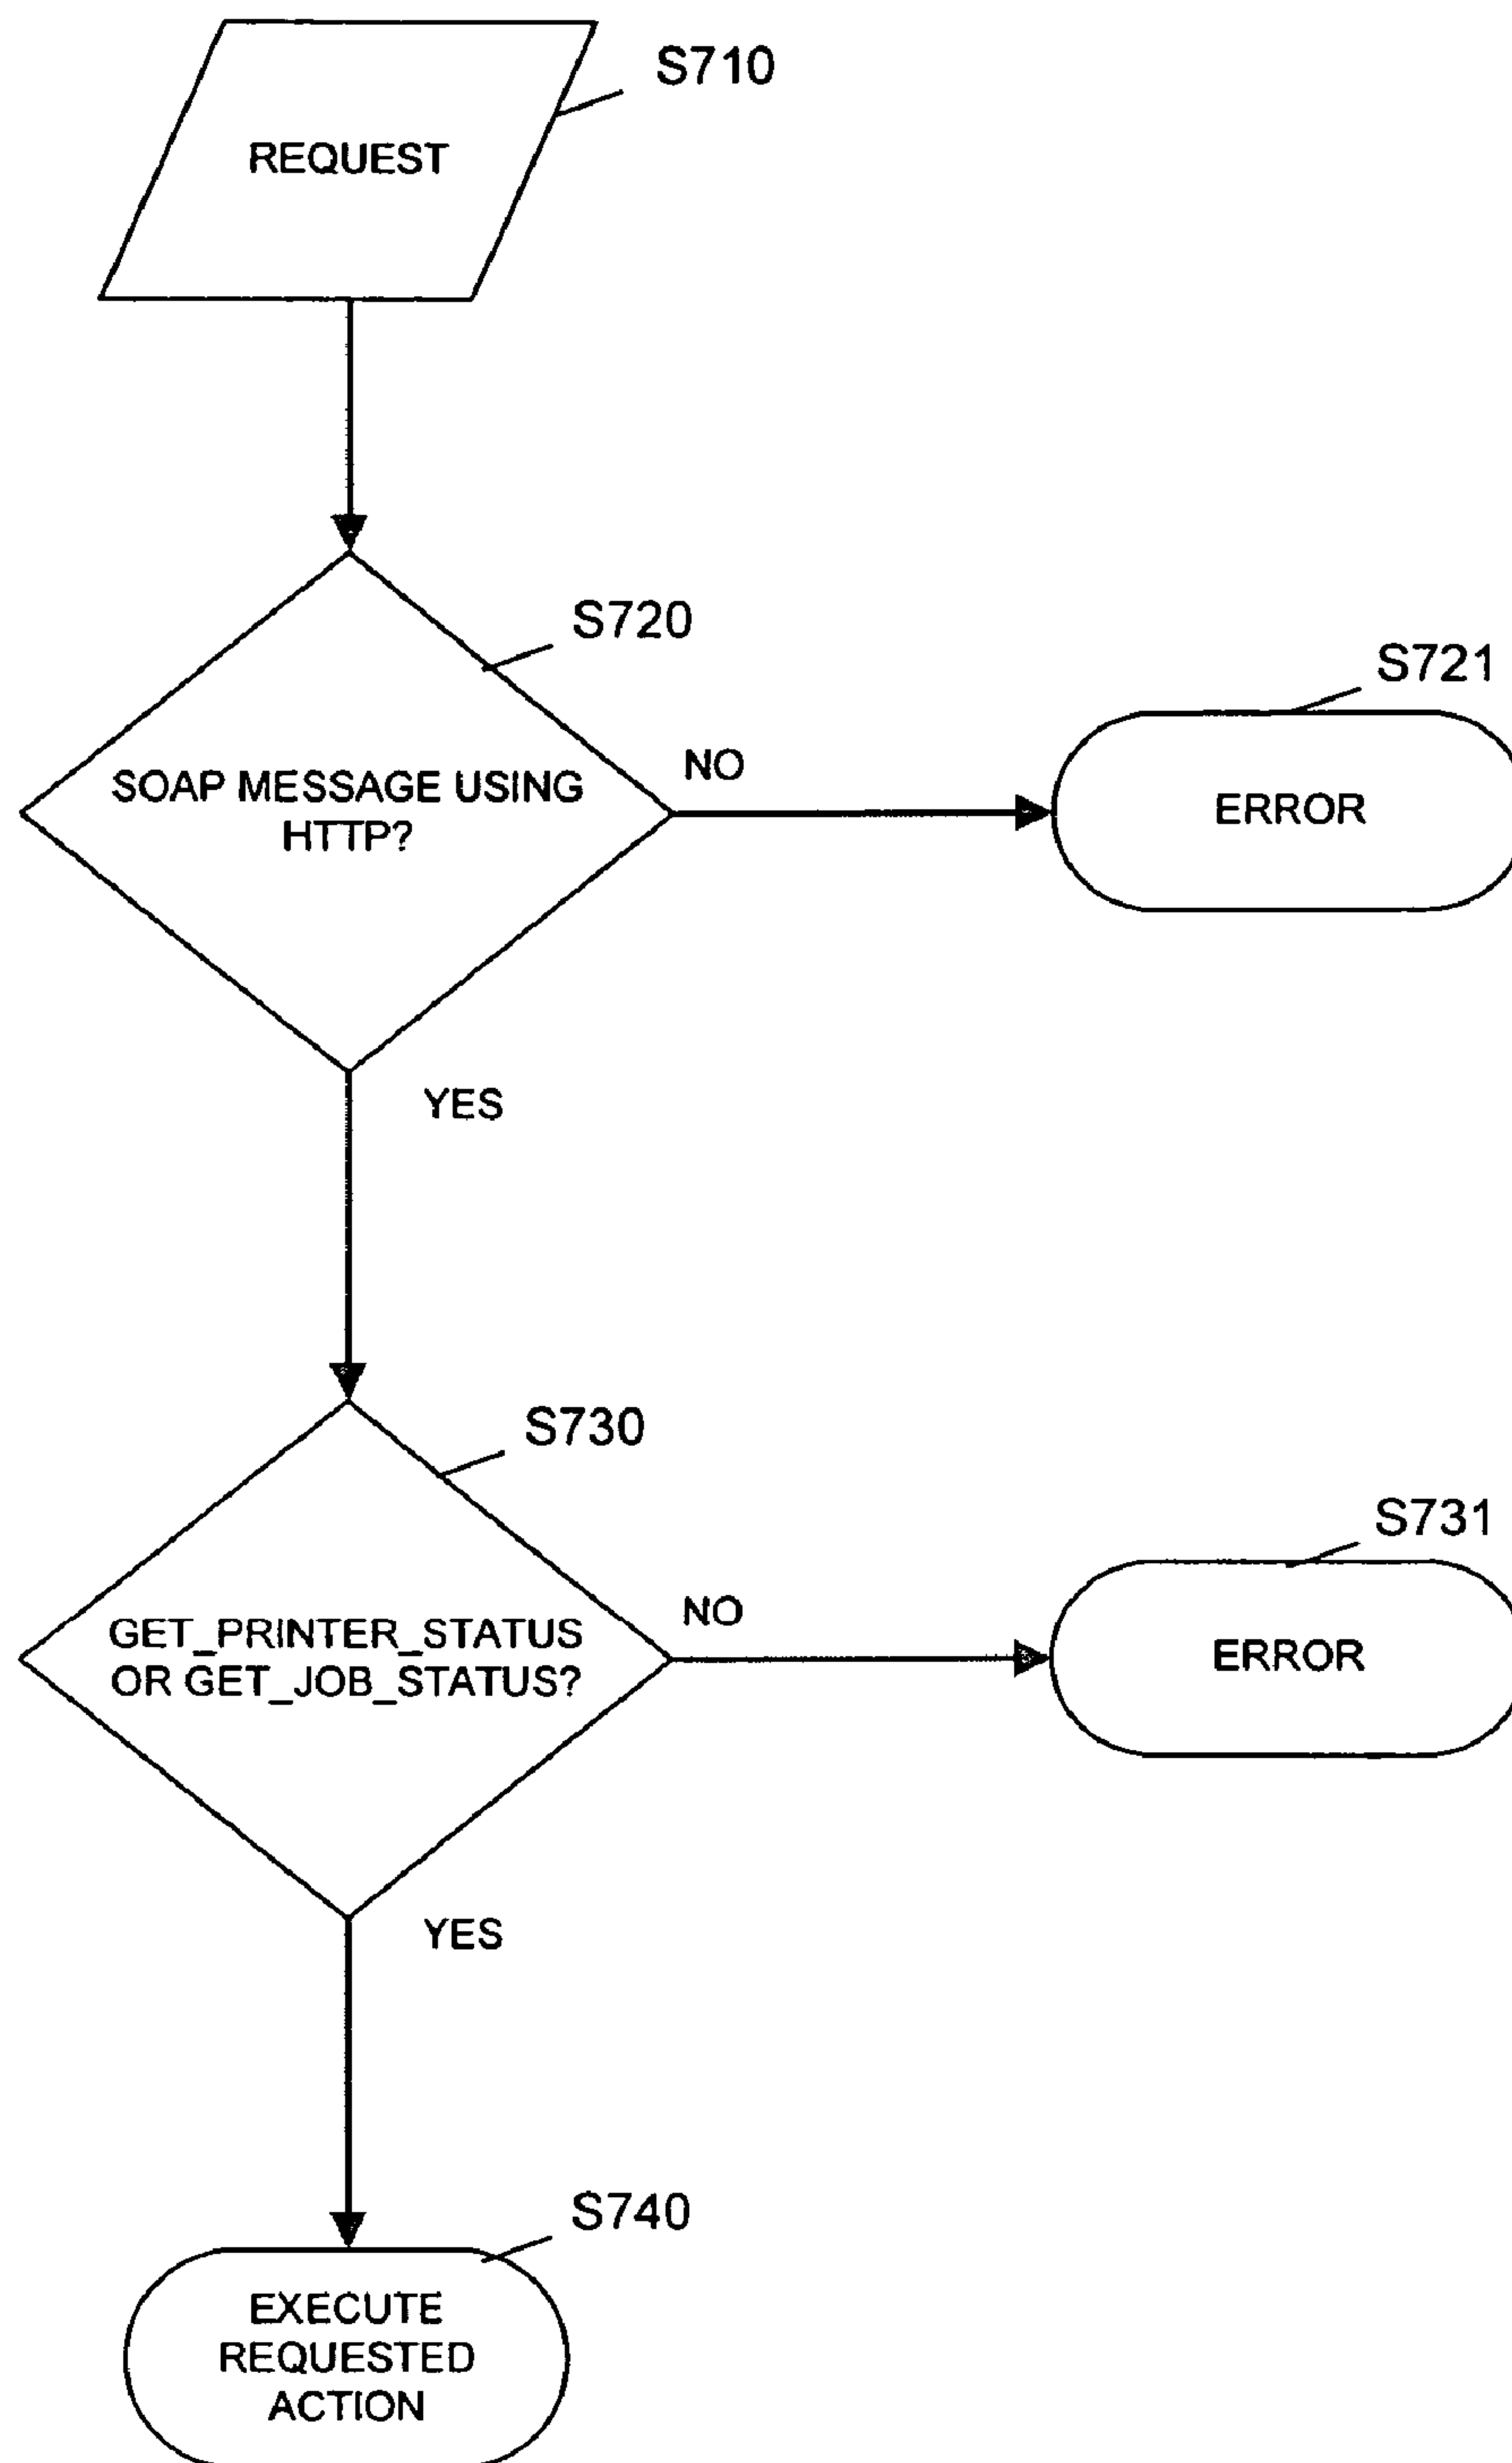 S710
REQUEST
S720
S721
SOAP MESSAGE USING
HTTP?
NO
ERROR
YES
S730
S731
GET_PRINTER_STATUS
OR GET_JOB_STATUS?
NO
ERROR
YES
S740
EXECUTE
REQUESTED
ACTION